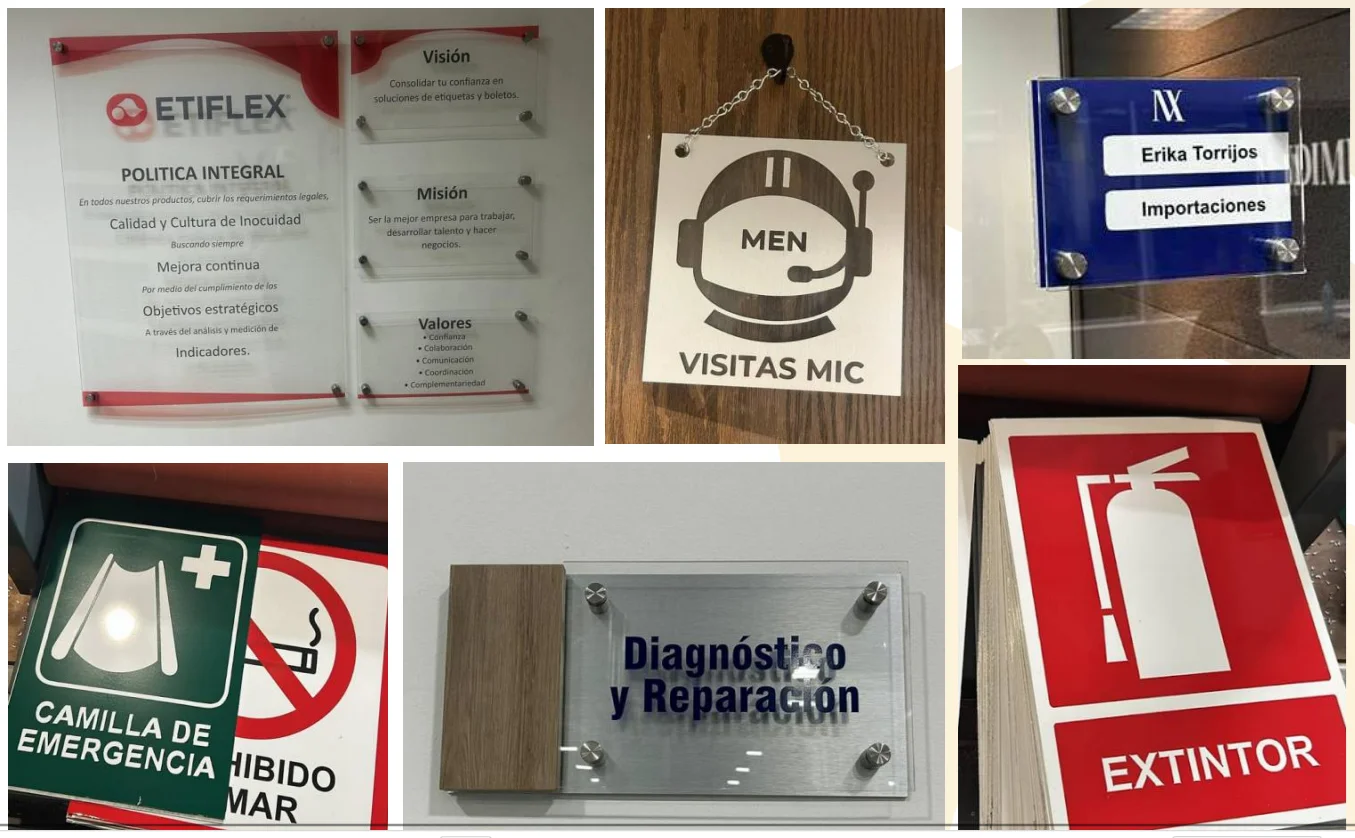 ETIFLEX
POLITICA INTEGRAL
En todos nuestros productos, cubrir los requerimientos legales,
Calidad y Cultura de Inocuidad
Buscando siempre
Mejora continua
Por medio del cumplimiento de los
Objetivos estratégicos
A través del análisis y medición de
Indicadores.
Visión
Consolidar tu confianza en
soluciones de etiquetas y boletos.
Misión
Ser la mejor empresa para trabajar,
desarrollar talento y hacer
negocios.
Valores
• Confianza
• Colaboración
• Comunicación
• Coordinación
• Complementariedad
MEN
VISITAS MIC
NX
Erika Torrijos
Importaciones
DIM
CAMILLA DE
EMERGENCIA
HIBIDO
MAR
Diagnóstico
y Reparación
EXTINTOR